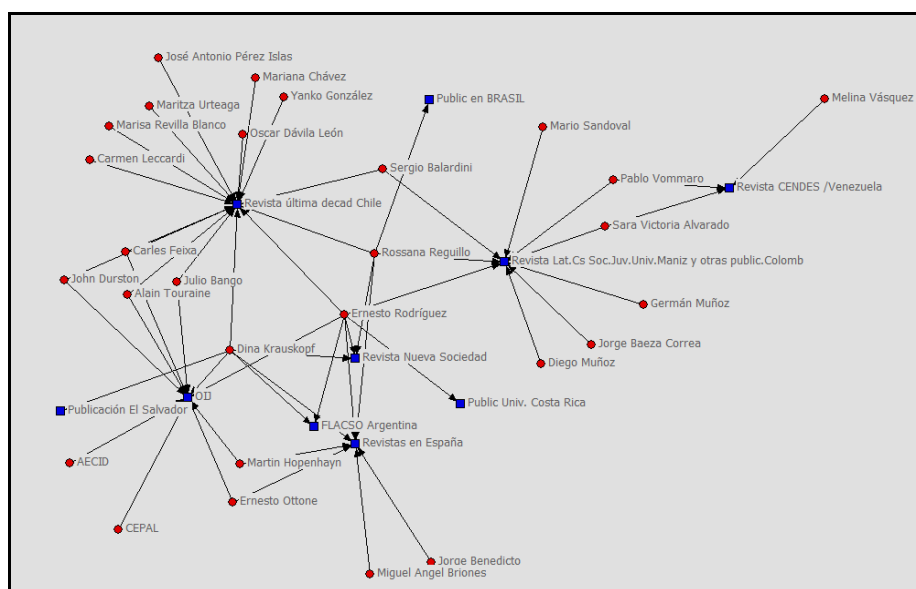 José Antonio Pérez Islas
Mariana Chávez
Yanko González
Public en BRASIL
Melina Vásquez
Maritza Urteaga
Marisa Revilla Blanco
Oscar Dávila León
Mario Sandoval
Carmen Leccardi
Sergio Balardini
Pablo Vommaro
Revista CENDES /Venezuela
Revista última decad Chile
Sara Victoria Alvarado
Carles Feixa
Rossana Reguillo
Revista Lat.Cs Soc.Juv.Univ.Maniz y otras public.Colomb
John Durston
Julio Bango
Alain Touraine
Germán Muñoz
Ernesto Rodríguez
Jorge Baeza Correa
Dina Krauskopf
Revista Nueva Sociedad
Diego Muñoz
OIJ
Publicación El Salvador
Public Univ. Costa Rica
FLACSO Argentina
Revistas en España
AECID
Martin Hopenhayn
Ernesto Ottone
CEPAL
Jorge Benedicto
Miguel Angel Briones